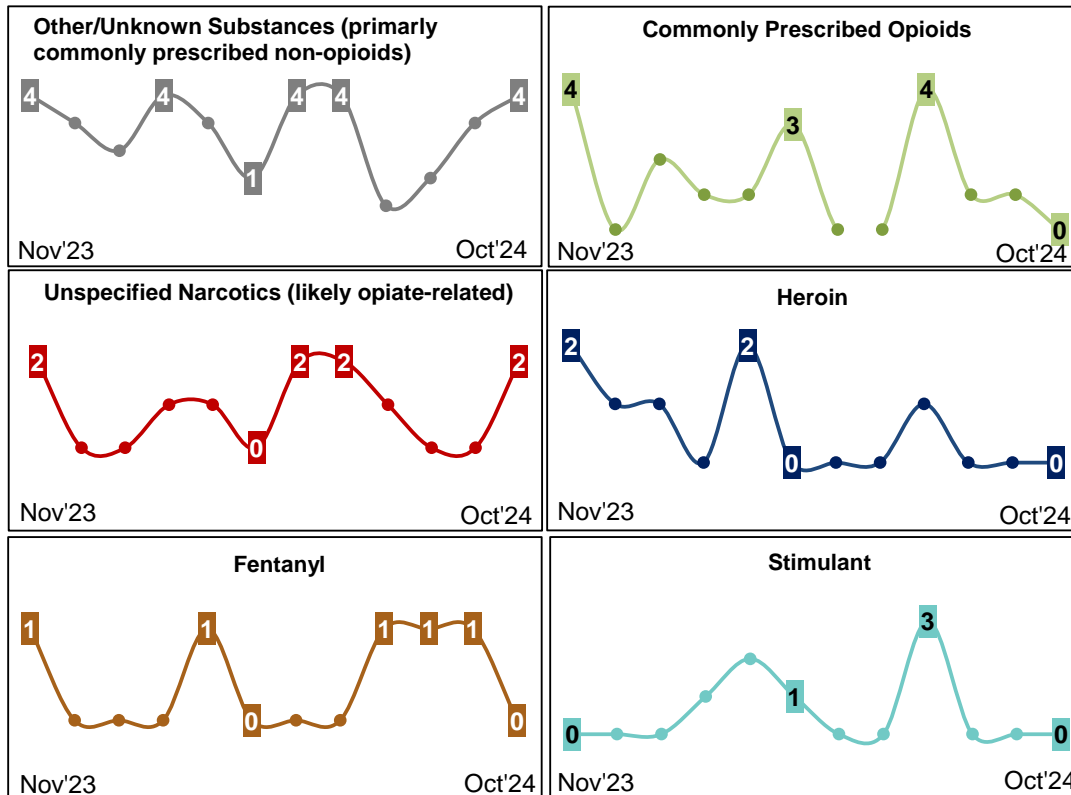 Other/Unknown Substances (primarly
commonly prescribed non-opioids)
4
4
1
4
4
4
Nov'23
Oct'24
Commonly Prescribed Opioids
4
3
4
0
Nov'23
Oct'24
Unspecified Narcotics (likely opiate-related)
2
0
2
2
2
Nov'23
Oct'24
Heroin
2
2
0
0
Nov'23
Oct'24
Fentanyl
1
1
0
1
1
1
0
Nov'23
Oct'24
Stimulant
0
1
3
0
Nov'23
Oct'24